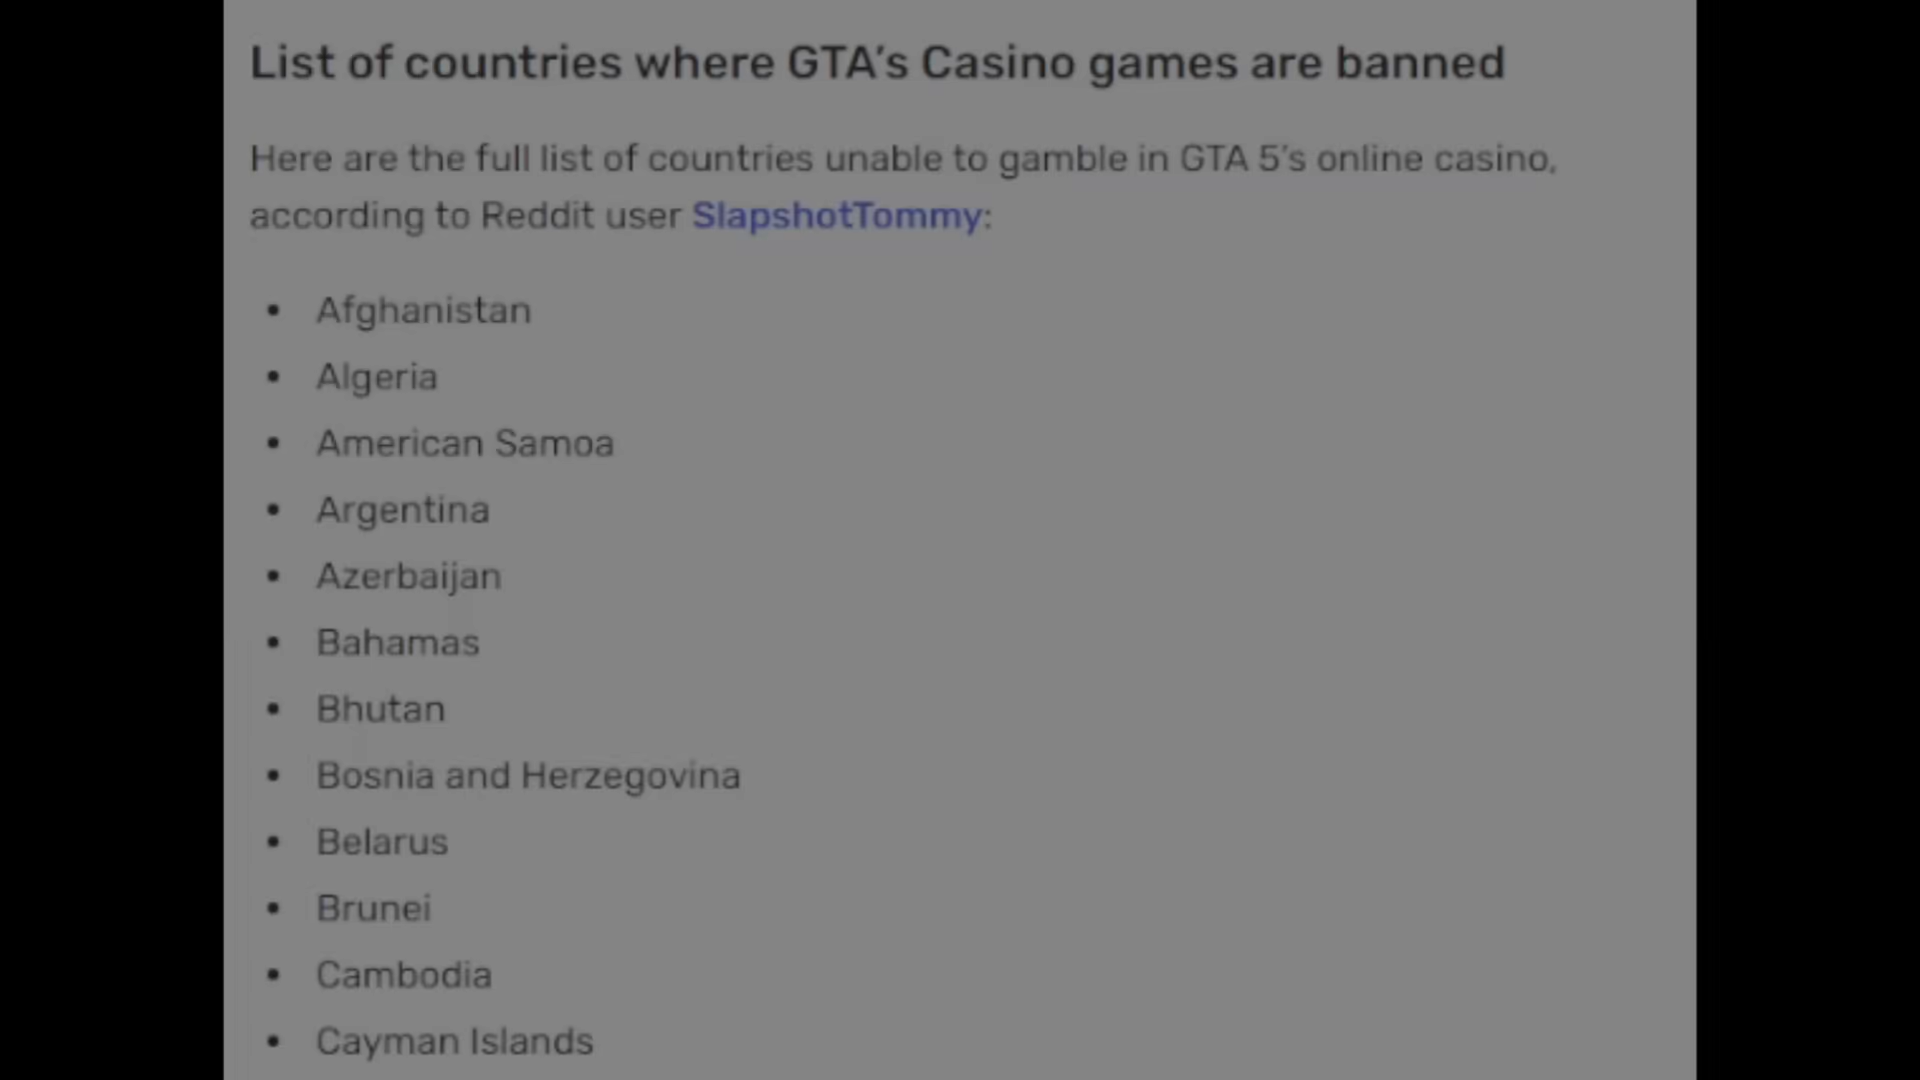 List of countries where GTA’s Casino games are banned
Here are the full list of countries unable to gamble in GTA 5’s online casino,
according to Reddit user SlapshotTommy:
• Afghanistan
• Algeria
• American Samoa
• Argentina
• Azerbaijan
• Bahamas
• Bhutan
• Bosnia and Herzegovina
• Belarus
• Brunei
• Cambodia
• Cayman Islands